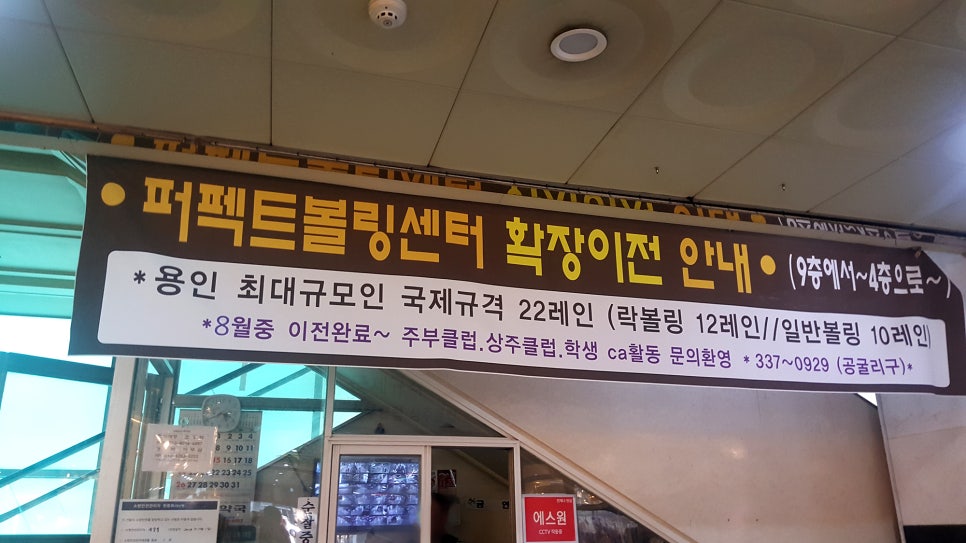 ● 퍼펙트볼링센터 확장이전 안내 ● (9층에서~4층으로~)
*용인 최대규모인 국제규격 22레인 (락볼링 12레인//일반볼링 10레인)
*8월중 이전완료~ 주부클럽.상주클럽.학생 ca활동 문의환영 *337~0929 (공굴리구)*
에스원
CCTV 작동중